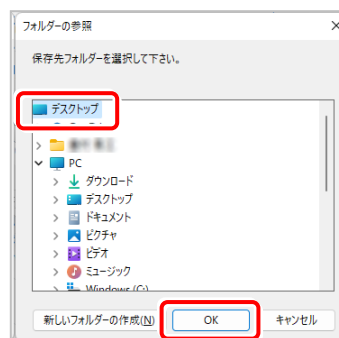 フォルダーの参照
保存先フォルダーを選択して下さい。
デスクトップ
PC
ダウンロード
デスクトップ
ドキュメント
ピクチャ
ビデオ
ミュージック
Windows (C:)
新しいフォルダーの作成(N)
OK
キャンセル